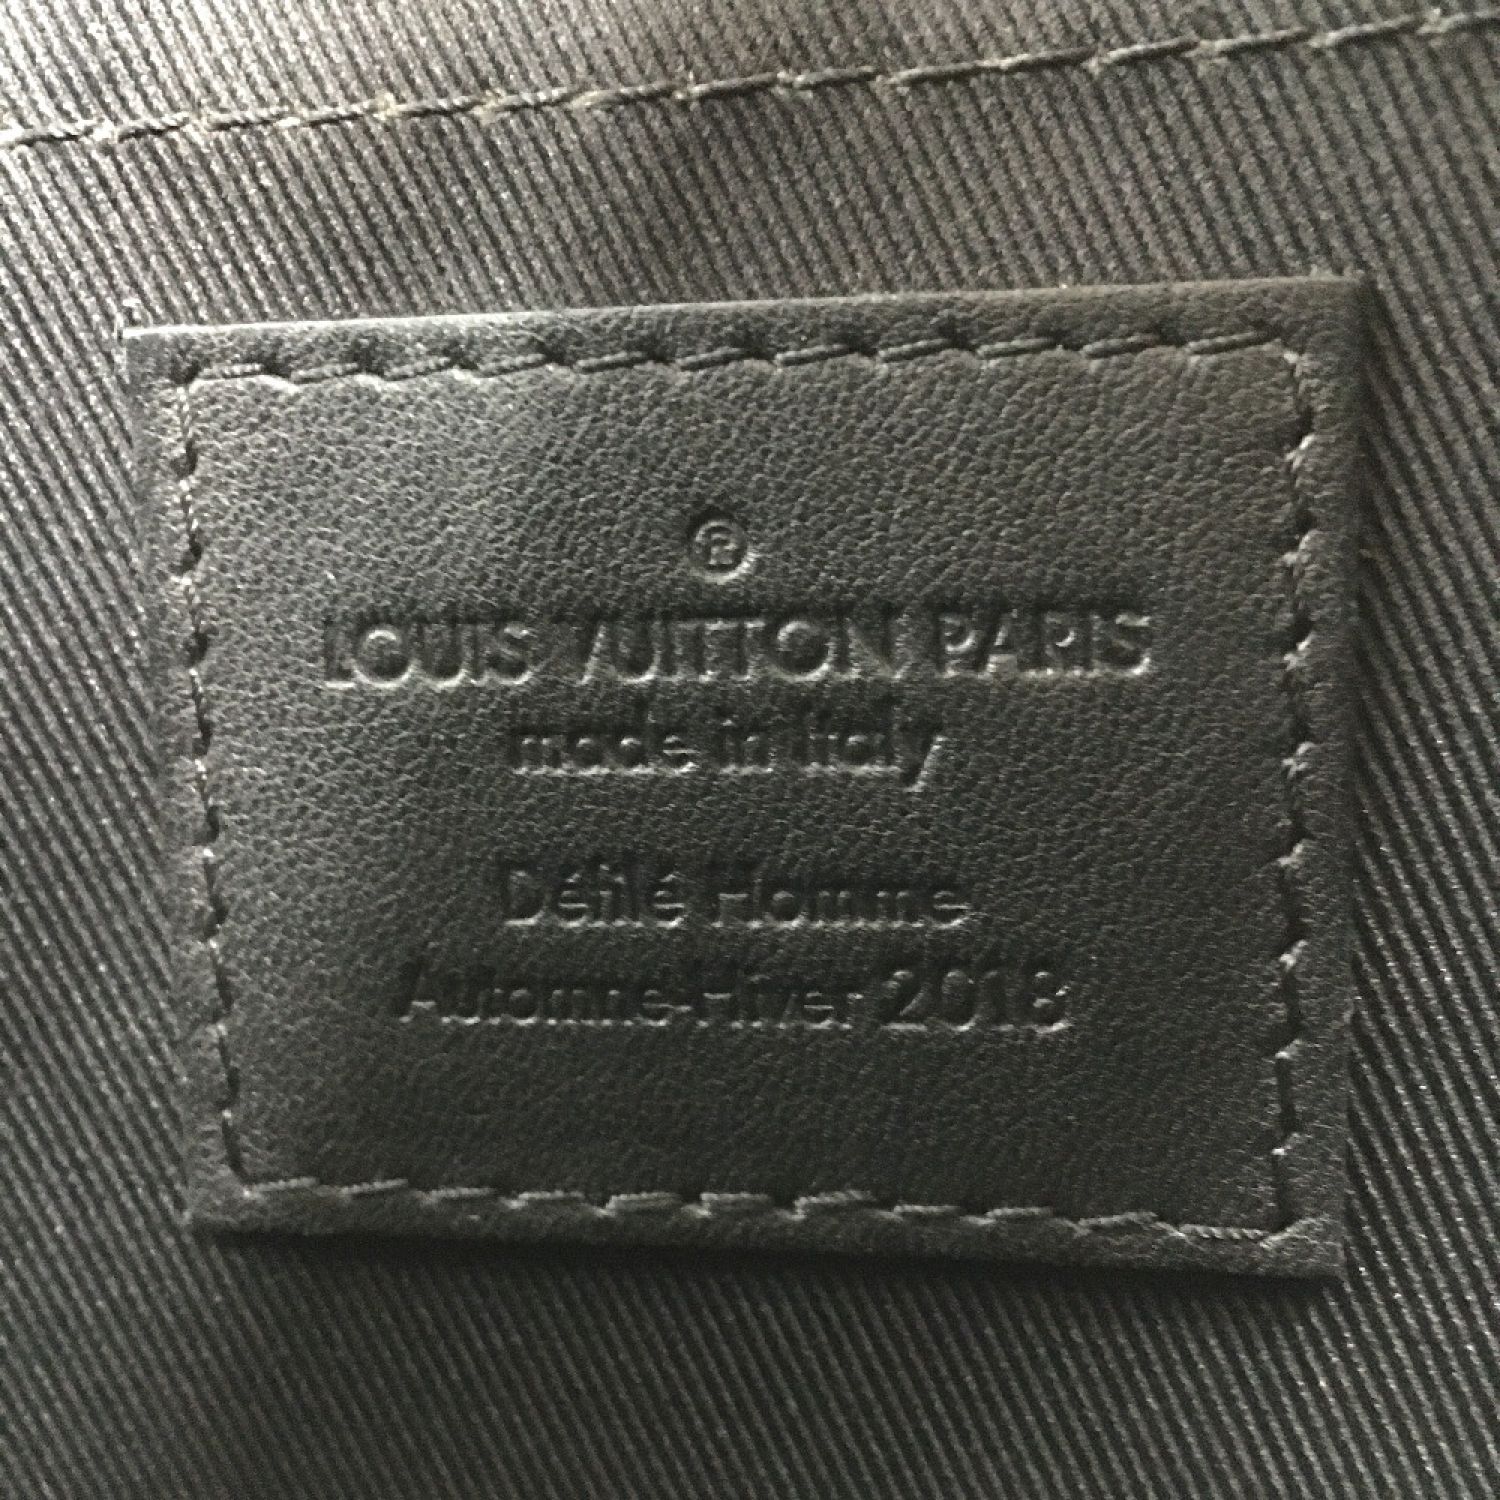 ®
LOUIS VUITTON PARIS
made in Italy
Défilé Homme
Automne-Hiver 2018